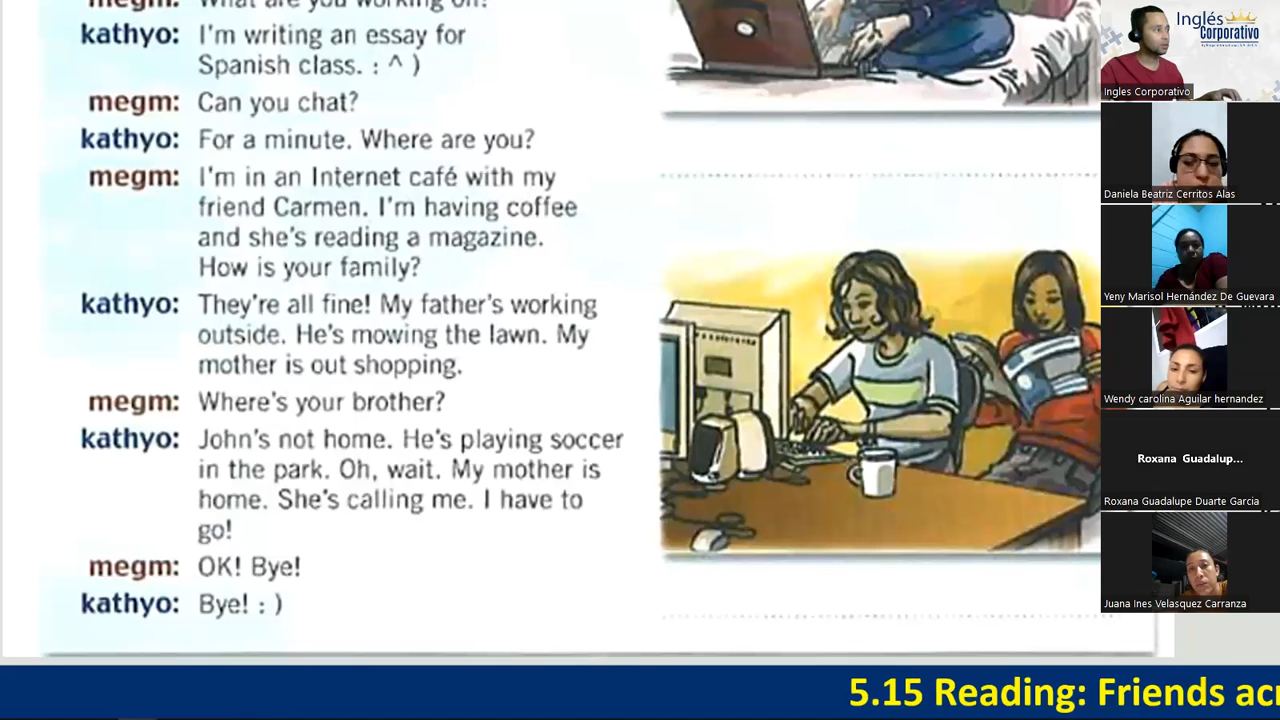 megm: What are you working on?
kathyo: I'm writing an essay for
Spanish class. : ^ )
megm: Can you chat?
kathyo: For a minute. Where are you?
megm: I'm in an Internet café with my
friend Carmen. I'm having coffee
and she's reading a magazine.
How is your family?
kathyo: They're all fine! My father's working
outside. He's mowing the lawn. My
mother is out shopping.
megm: Where's your brother?
kathyo: John's not home. He's playing soccer
in the park. Oh, wait. My mother is
home. She's calling me. I have to
go!
megm: OK! Bye!
kathyo: Bye! : )
5.15 Reading: Friends acr
Inglés
Corporativo
Ingles Corporativo
Daniela Beatriz Cerritos Alas
Yeny Marisol Hernández De Guevara
Wendy carolina Aguilar hernandez
Roxana Guadalup...
Roxana Guadalupe Duarte Garcia
Juana Ines Velasquez Carranza